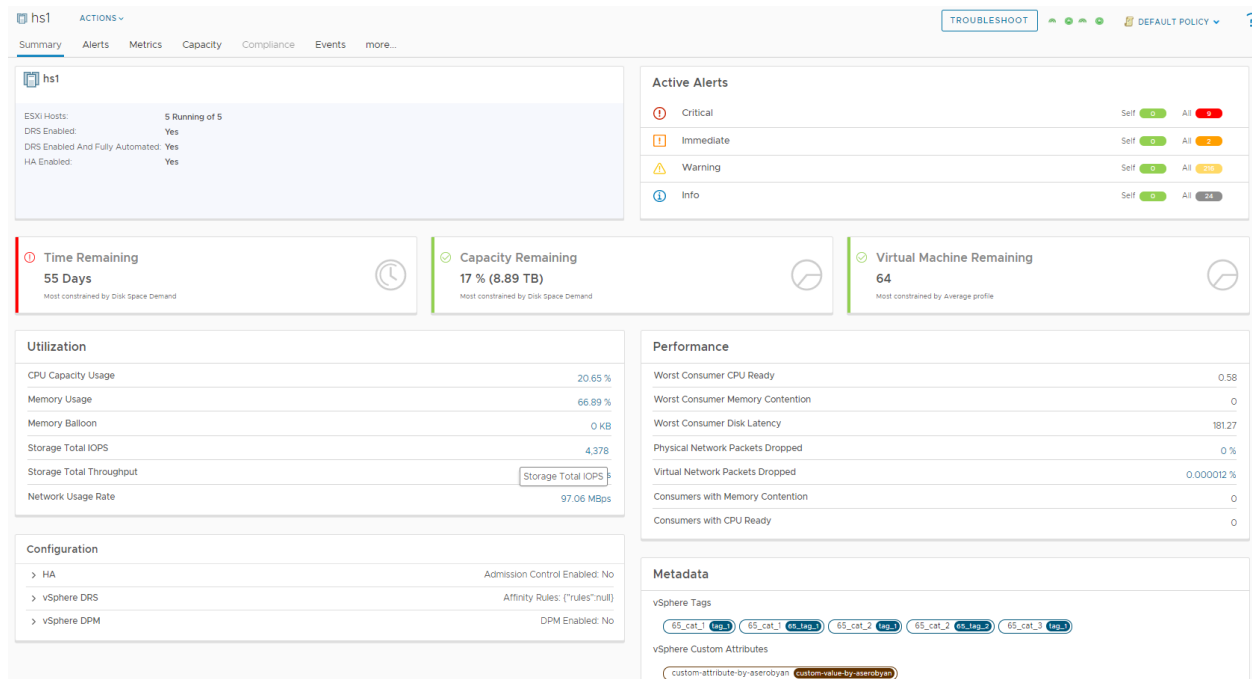 hs1 ACTIONS
TROUBLESHOOT DEFAULT POLICY ?
Summary Alerts Metrics Capacity Compliance Events more...
hs1
ESXi Hosts: 5 Running of 5
DRS Enabled: Yes
DRS Enabled And Fully Automated: Yes
HA Enabled: Yes
Active Alerts
Critical Self 0 All 9
Immediate Self 0 All 2
Warning Self 0 All
Info Self 0 All 24
Time Remaining
55 Days
Most constrained by Disk Space Demand
Capacity Remaining
17 % (8.89 TB)
Most constrained by Disk Space Demand
Virtual Machine Remaining
64
Most constrained by Average profile
Utilization
CPU Capacity Usage 20.65 %
Memory Usage 66.89 %
Memory Balloon 0 KB
Storage Total IOPS 4,378
Storage Total Throughput
Storage Total IOPS s
Network Usage Rate 97.06 MBps
Performance
Worst Consumer CPU Ready 0.58
Worst Consumer Memory Contention 0
Worst Consumer Disk Latency 181.27
Physical Network Packets Dropped 0 %
Virtual Network Packets Dropped 0.000012 %
Consumers with Memory Contention 0
Consumers with CPU Ready 0
Configuration
HA Admission Control Enabled: No
vSphere DRS Affinity Rules: {"rules":null}
vSphere DPM DPM Enabled: No
Metadata
vSphere Tags
65_cat_1 tag_1 65_cat_1 65_tag_1 65_cat_2 tag_1 65_cat_2 65_tag_2 65_cat_3 tag_1
vSphere Custom Attributes
custom-attribute-by-aserobyan custom-value-by-aserobyan